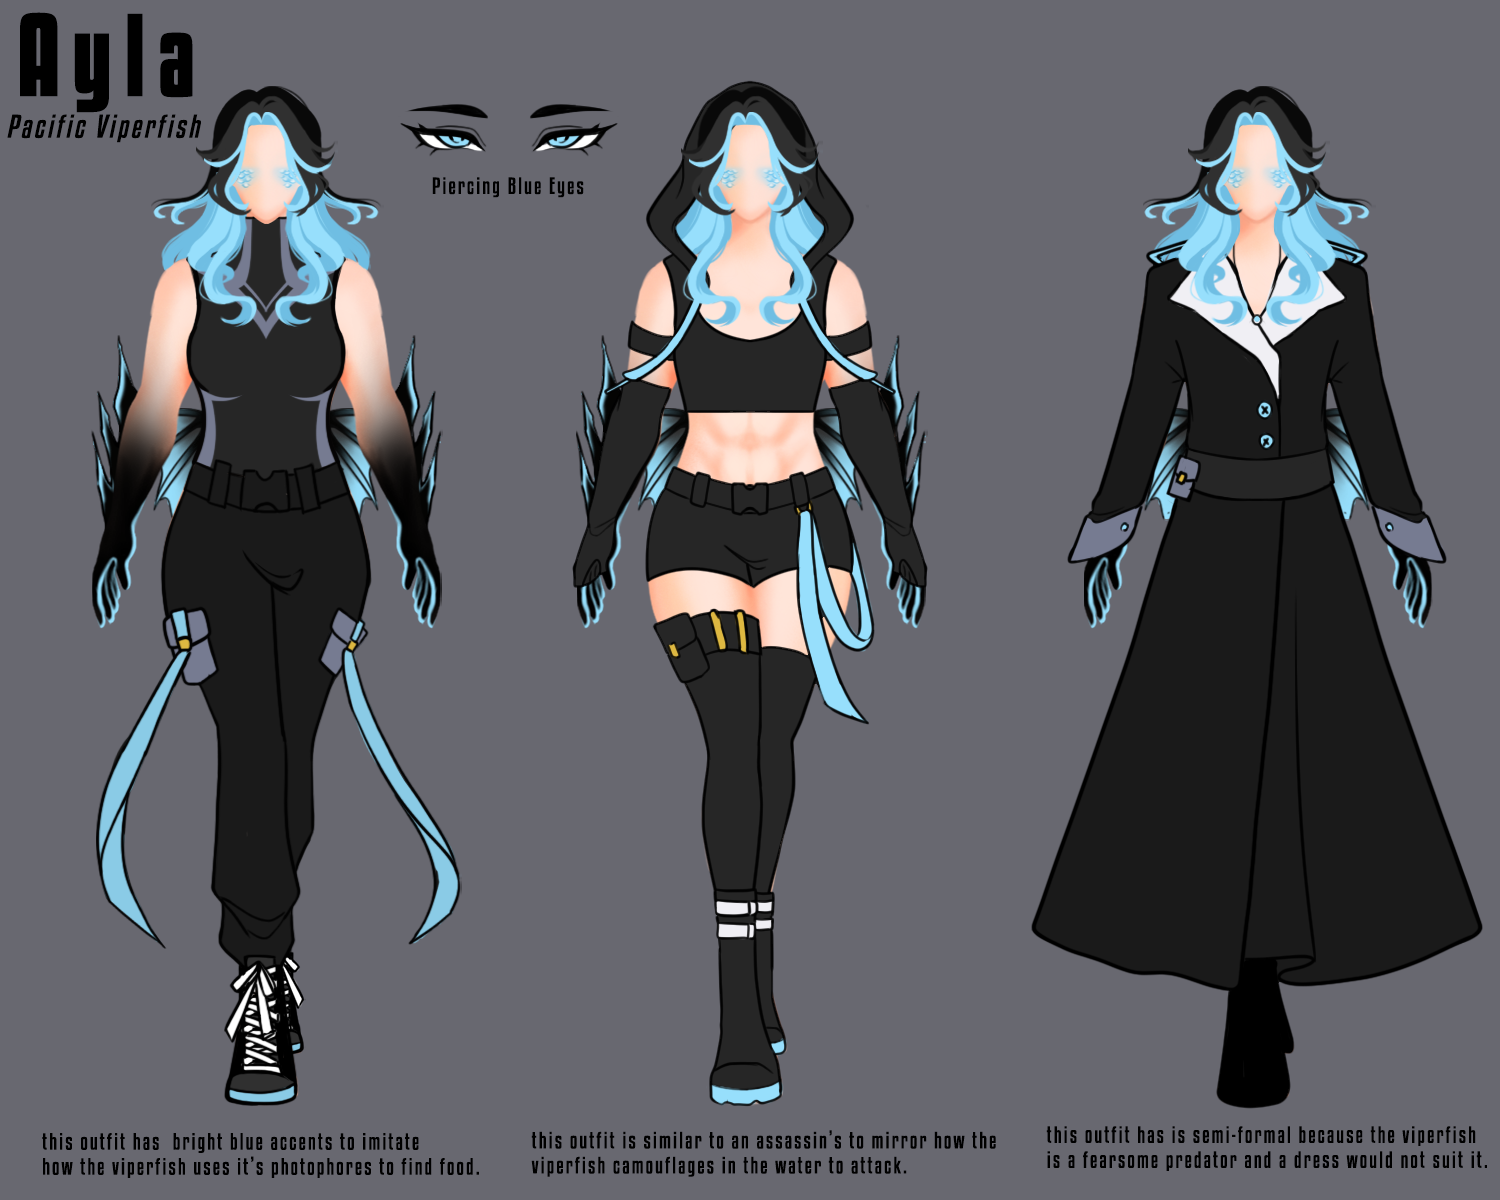 Ayla
Pacific Viperfish
Piercing Blue Eyes
this outfit has bright blue accents to imitate
how the viperfish uses it's photophores to find food.
this outfit is similar to an assassin's to mirror how the
viperfish camouflages in the water to attack.
this outfit has is semi-formal because the viperfish
is a fearsome predator and a dress would not suit it.